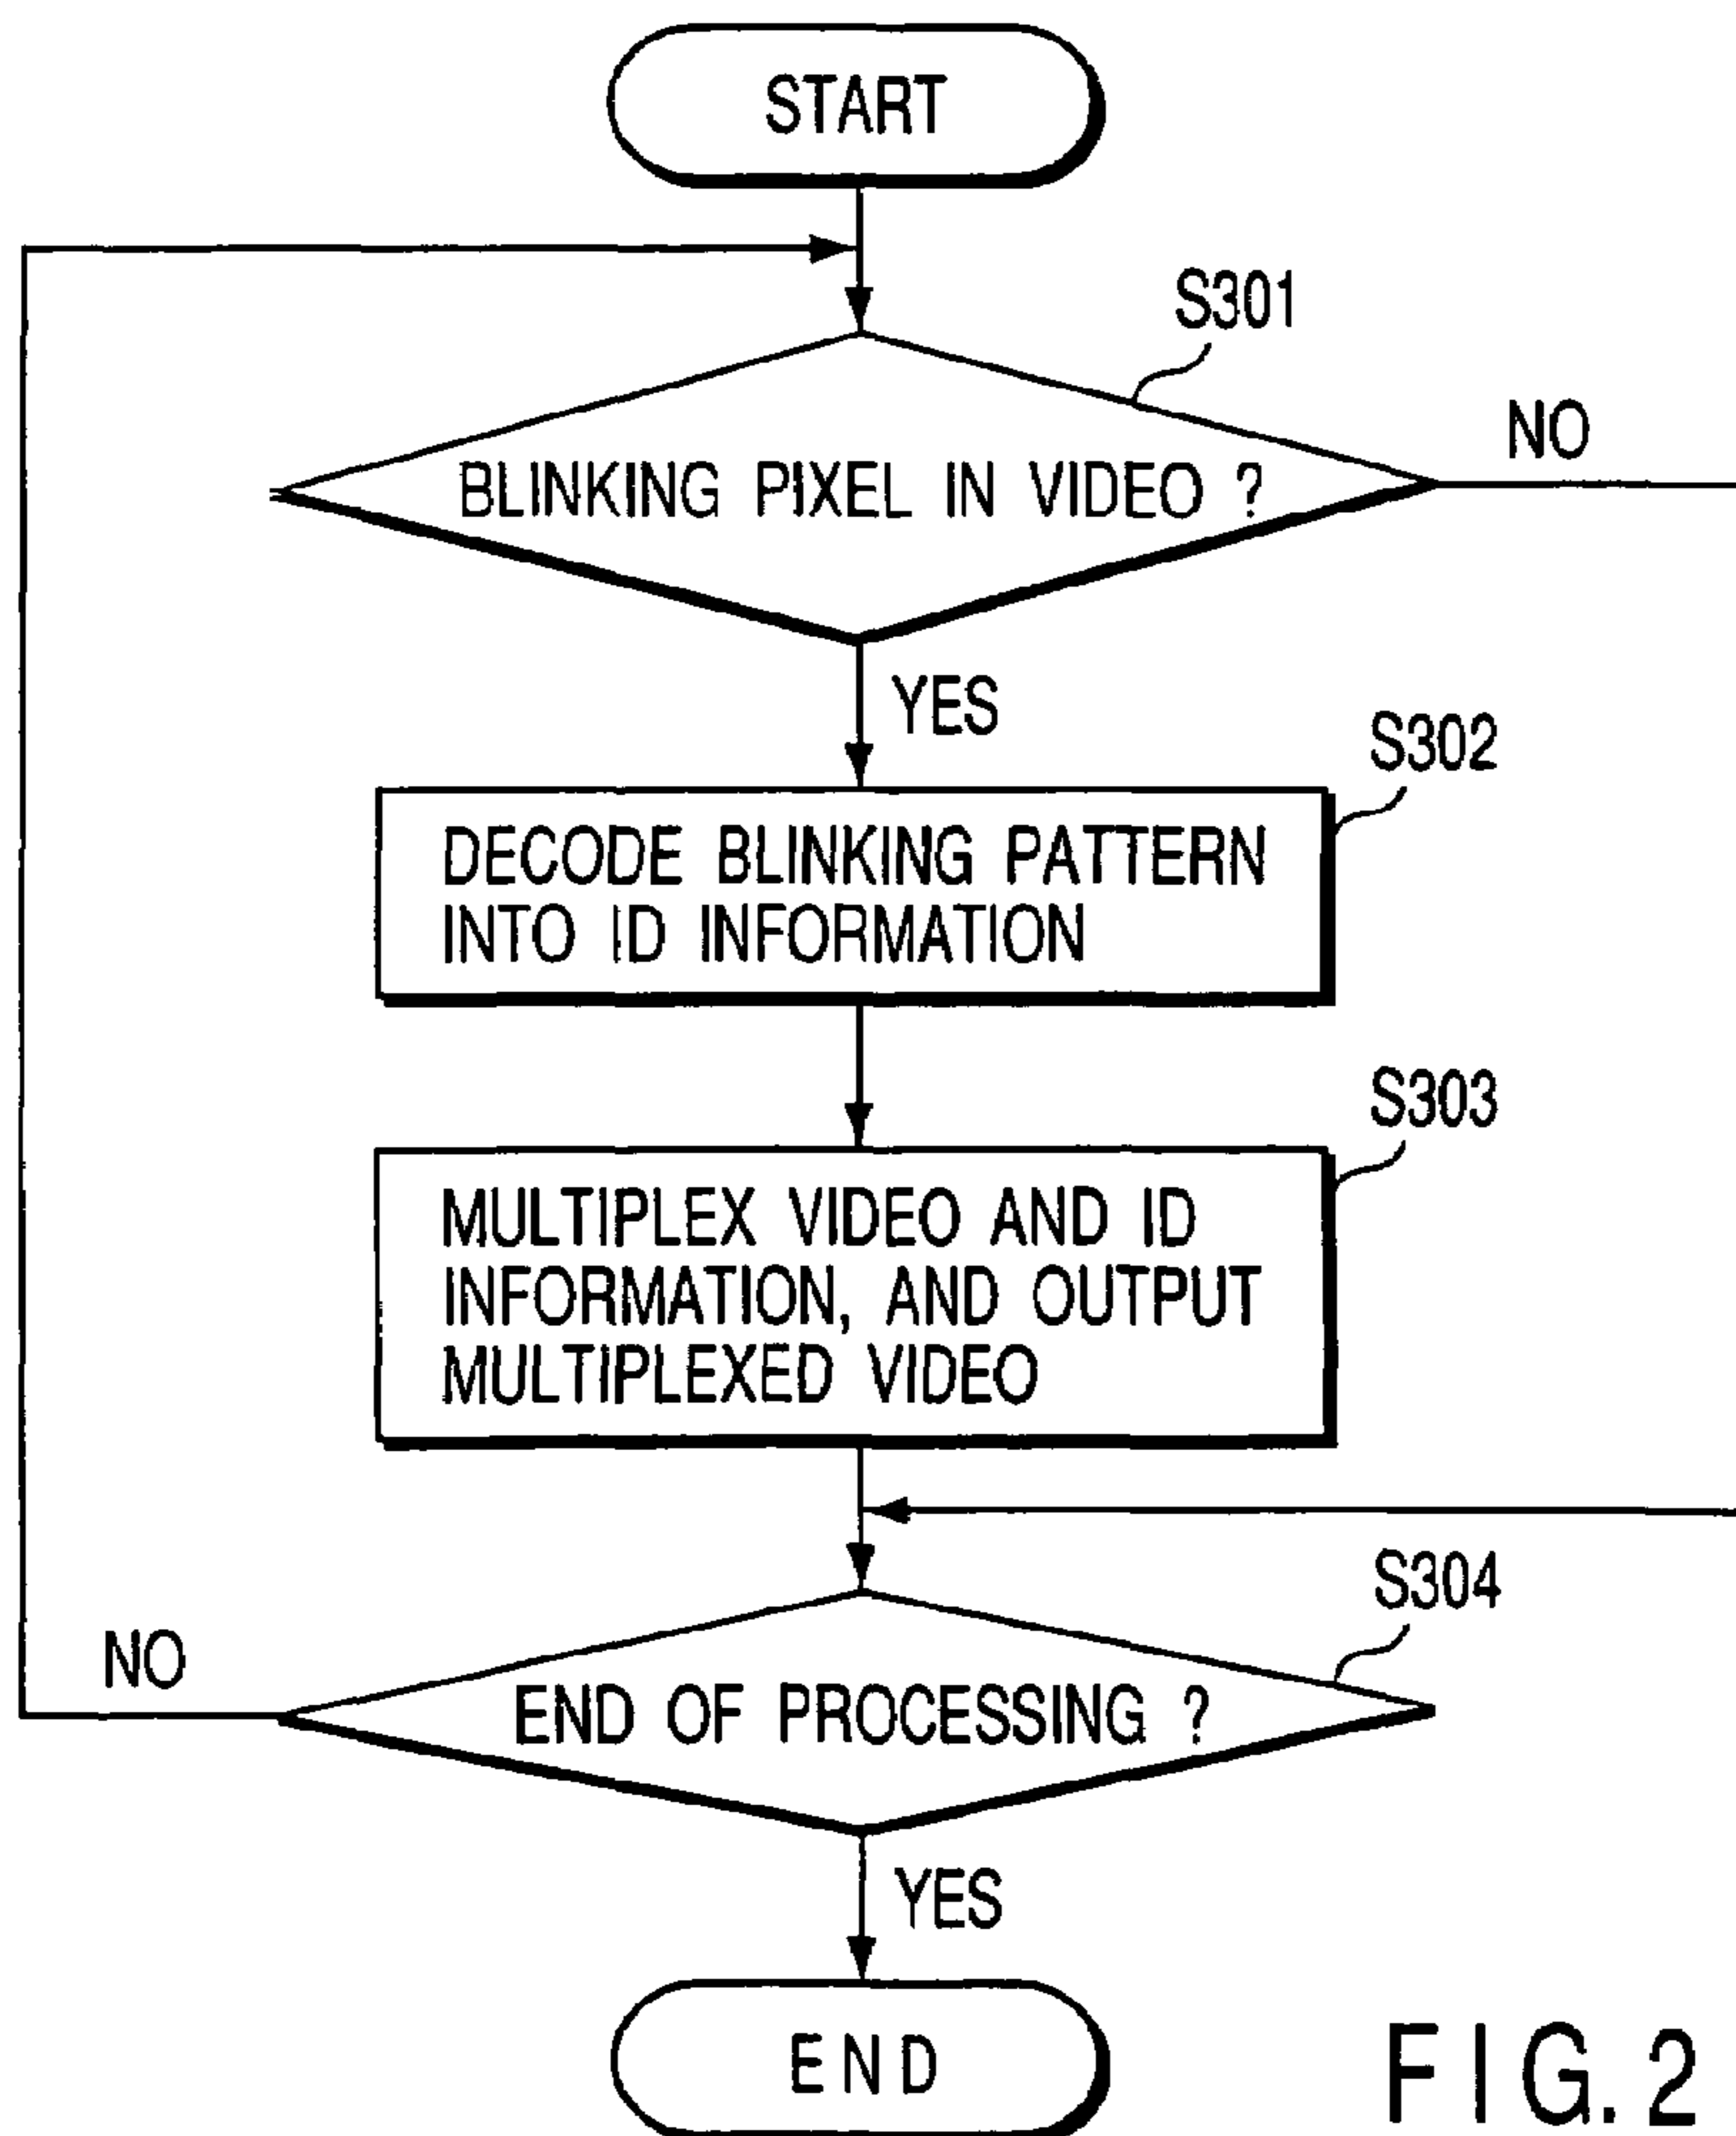 START
S301
BLINKING PIXEL IN VIDEO ?
NO
YES
S302
DECODE BLINKING PATTERN
INTO ID INFORMATION
S303
MULTIPLEX VIDEO AND ID
INFORMATION, AND OUTPUT
MULTIPLEXED VIDEO
S304
NO
END OF PROCESSING ?
YES
END
FIG. 2